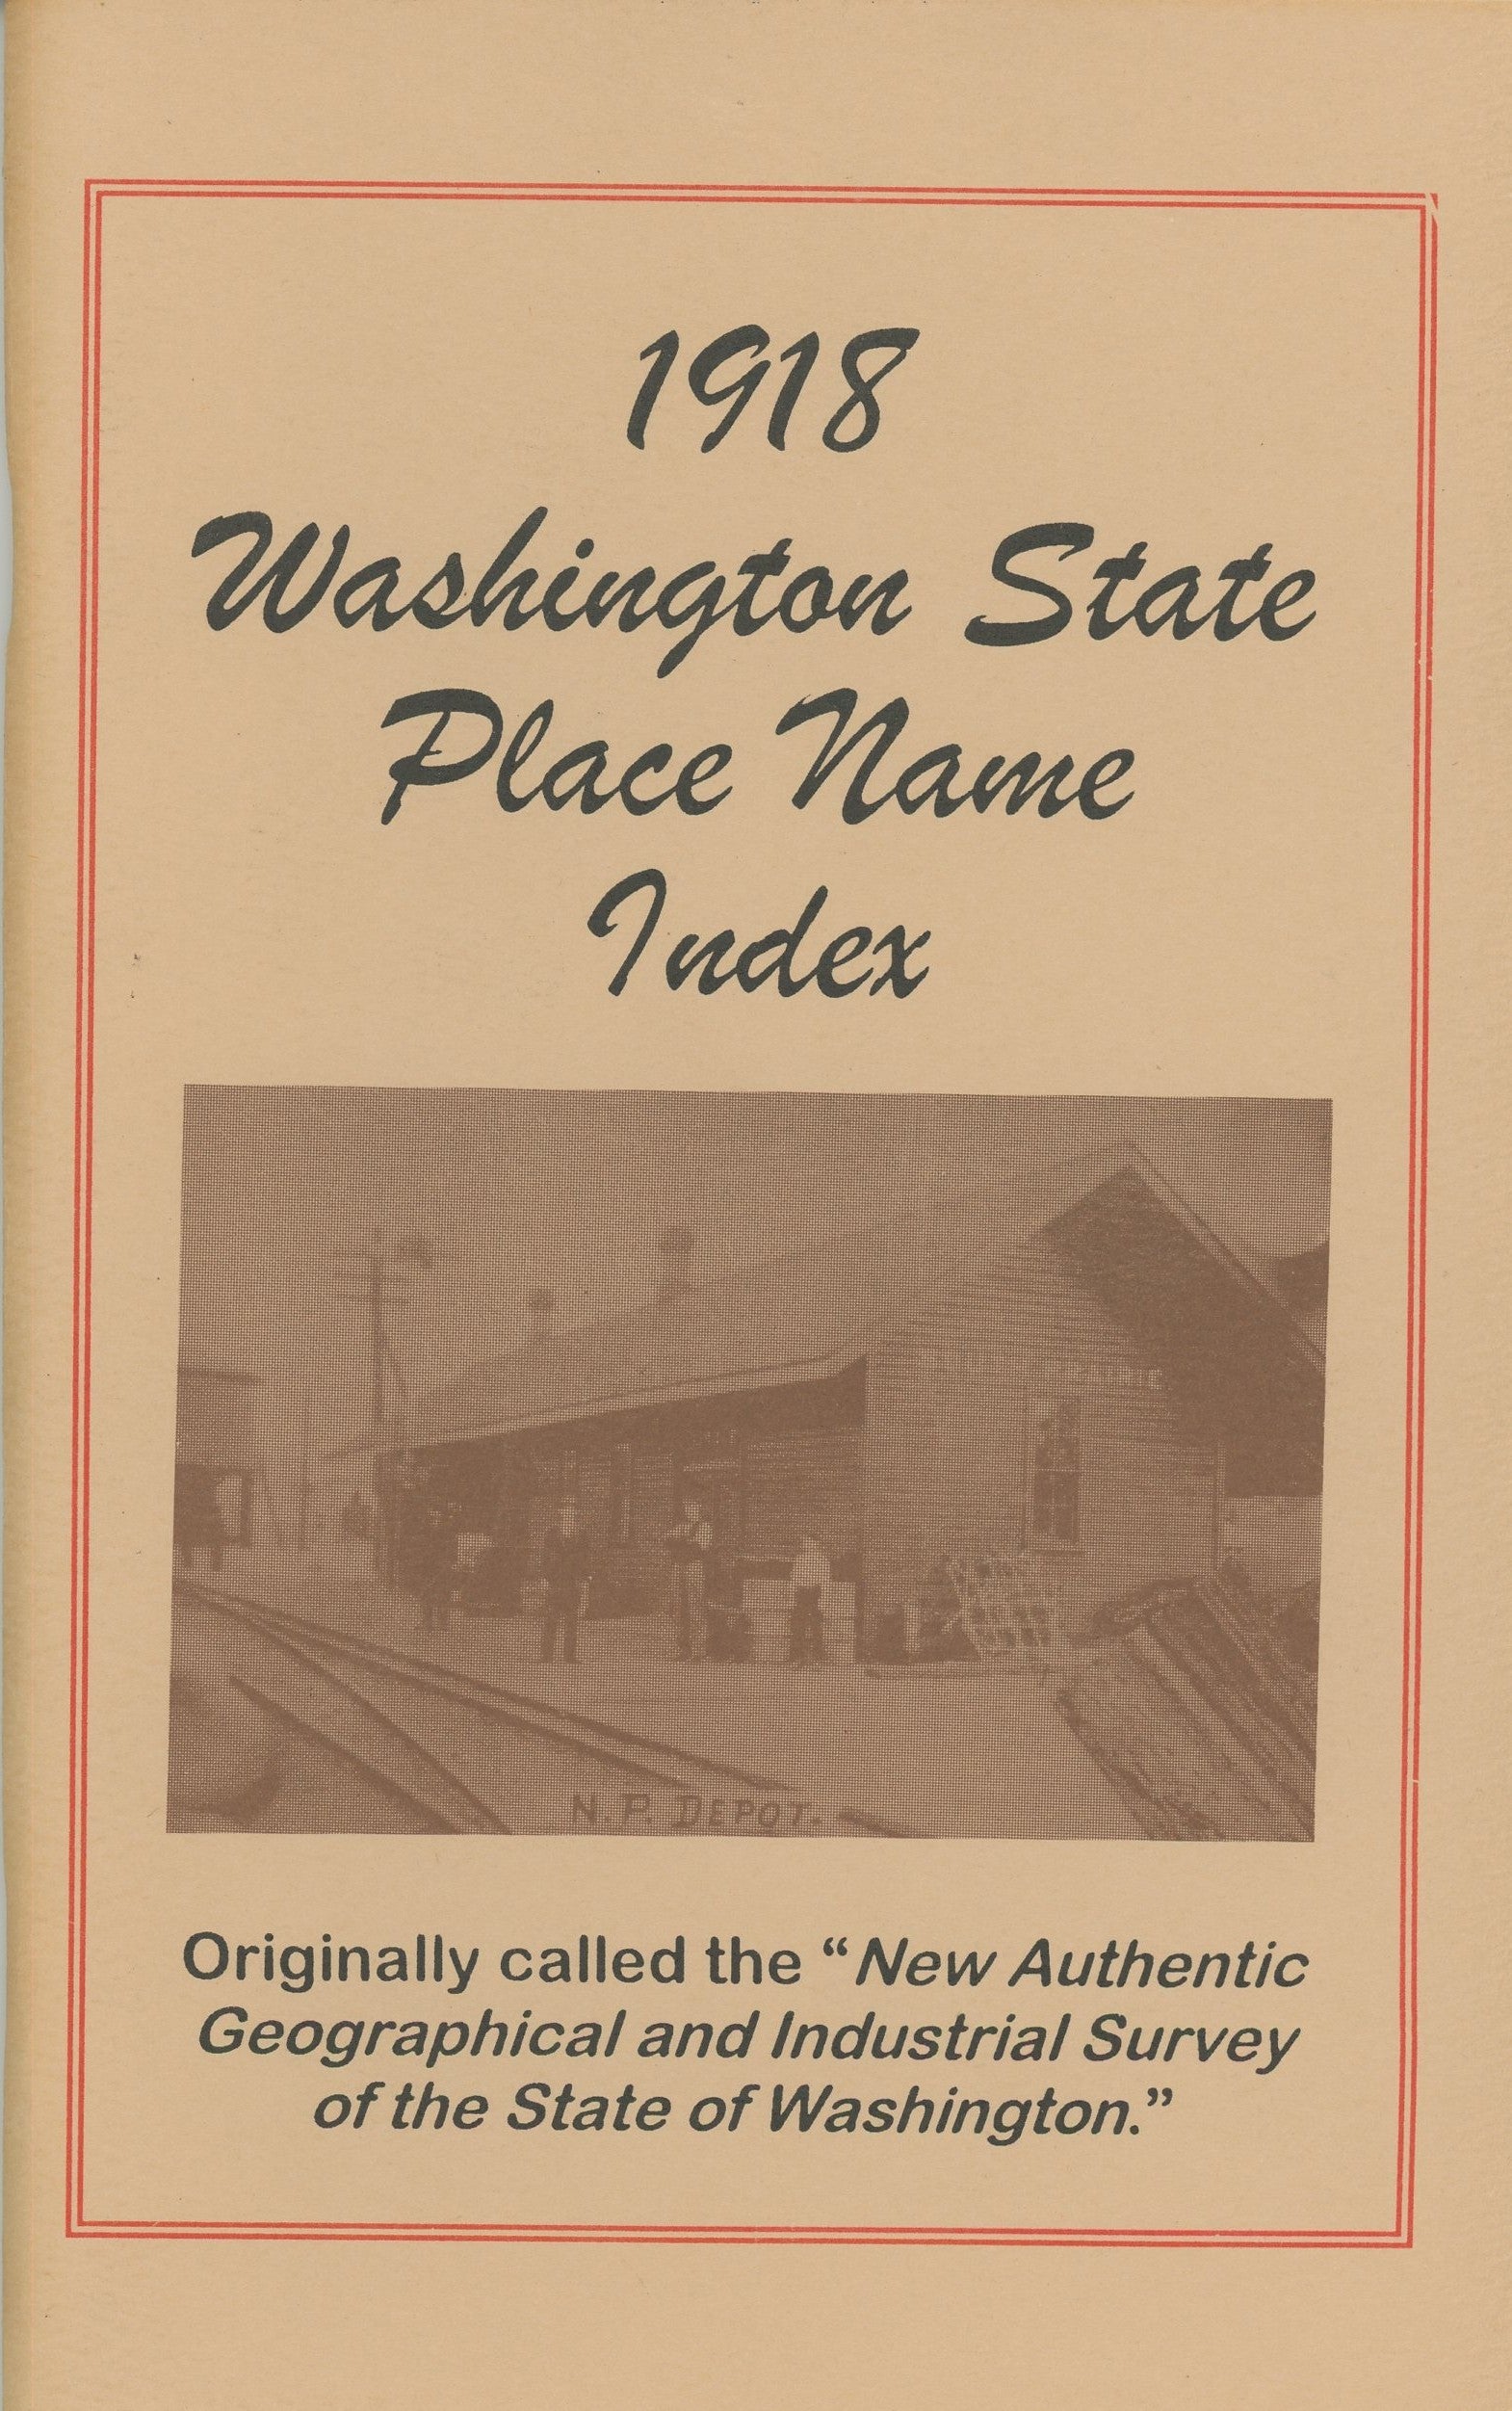 1918
Washington State
Place Name
Index
PRAIRIE
N. P. DEPOT.
Originally called the “New Authentic
Geographical and Industrial Survey
of the State of Washington.”